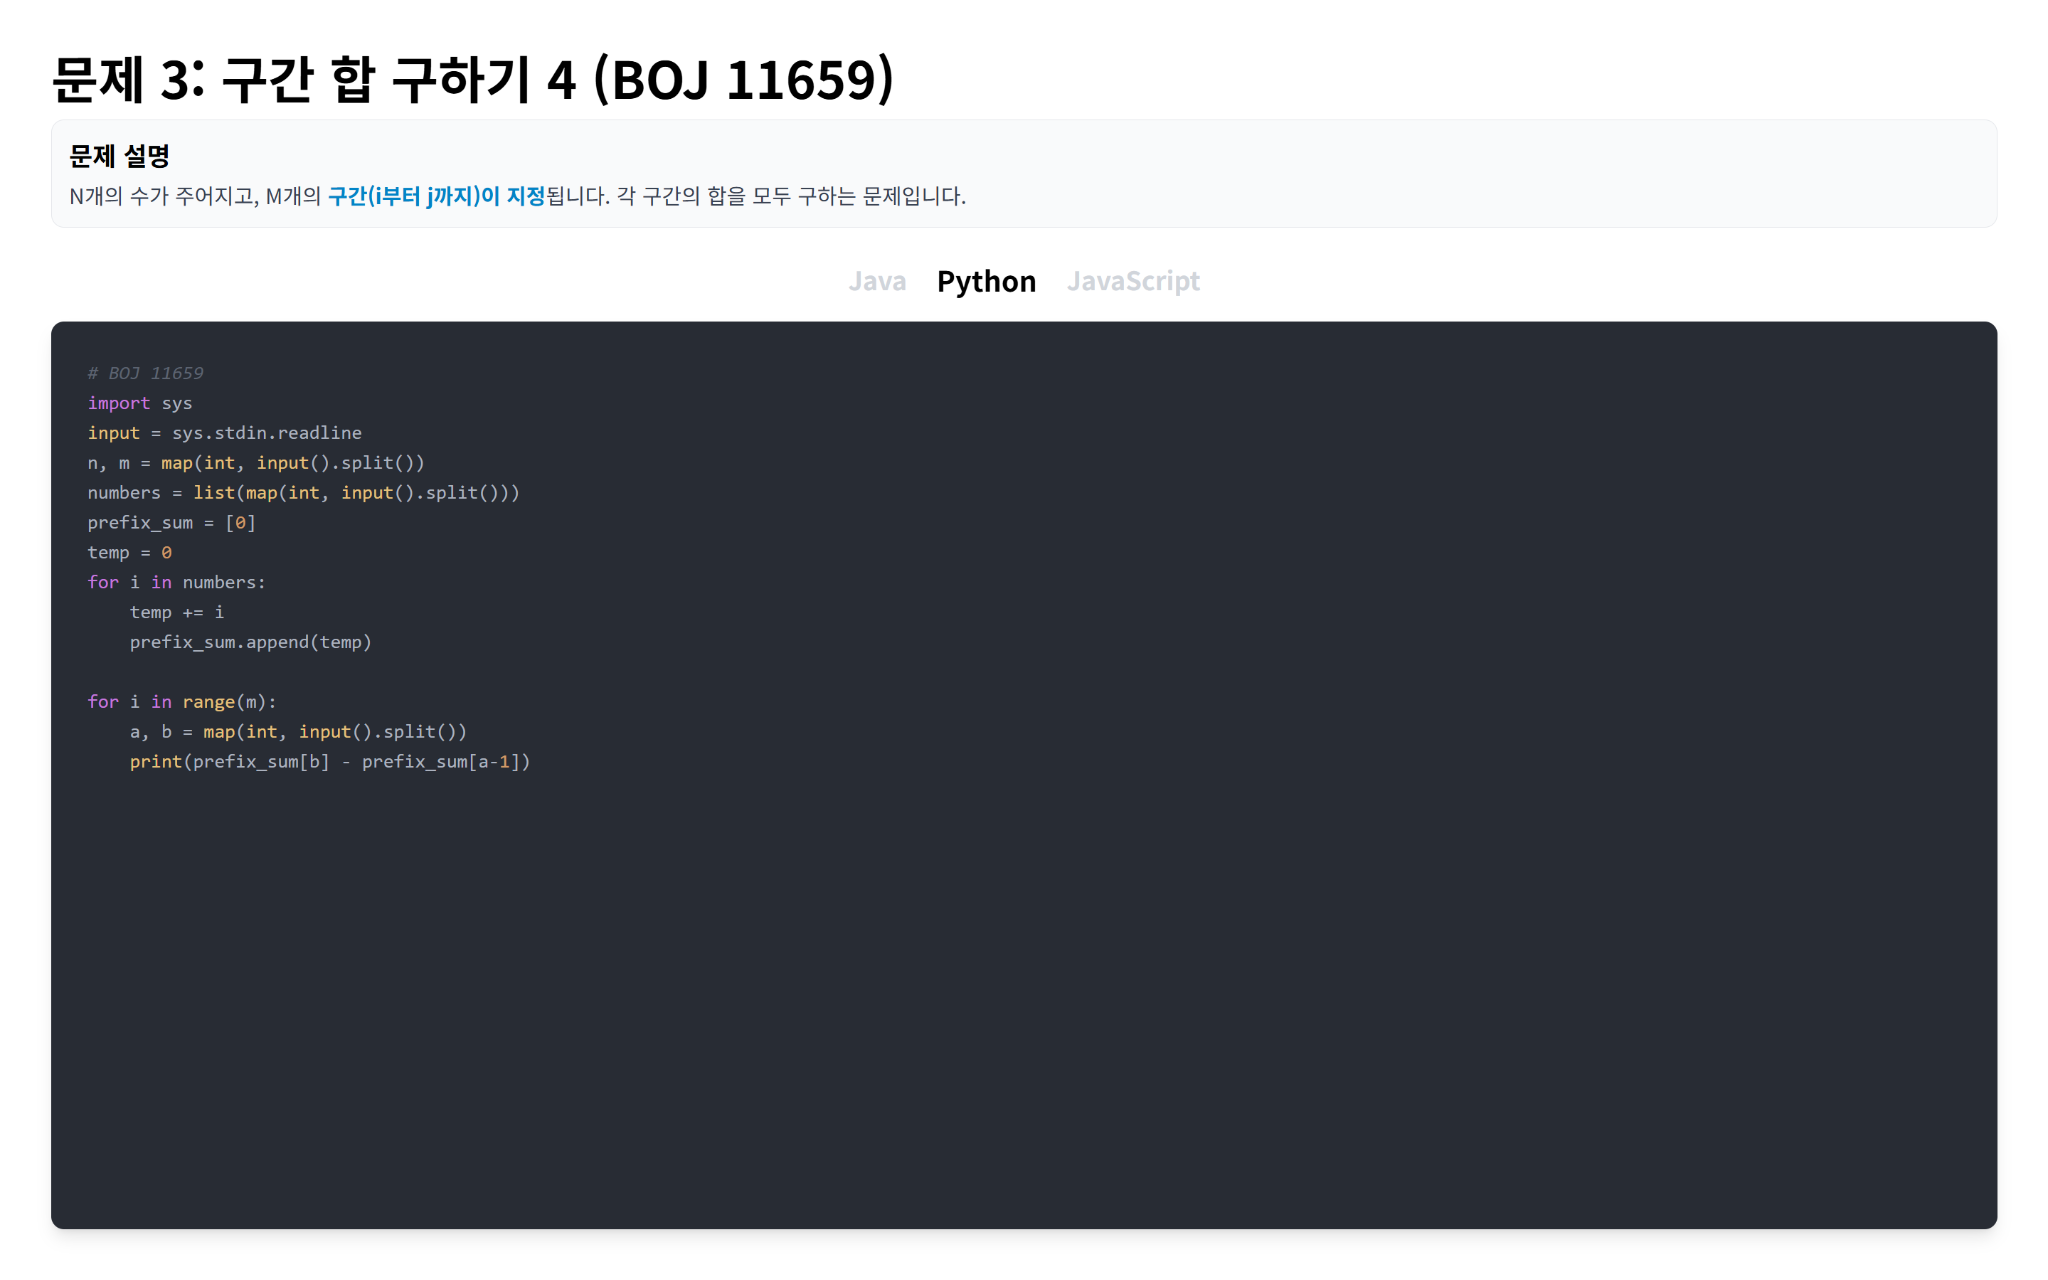 문제 3: 구간 합 구하기 4 (BOJ 11659)
문제 설명
N개의 수가 주어지고, M개의 구간(i부터 j까지)이 지정됩니다. 각 구간의 합을 모두 구하는 문제입니다.
Java Python JavaScript
# BOJ 11659
import sys
input = sys.stdin.readline
n, m = map(int, input().split())
numbers = list(map(int, input().split()))
prefix_sum = [0]
temp = 0
for i in numbers:
    temp += i
    prefix_sum.append(temp)
for i in range(m):
    a, b = map(int, input().split())
    print(prefix_sum[b] - prefix_sum[a-1])